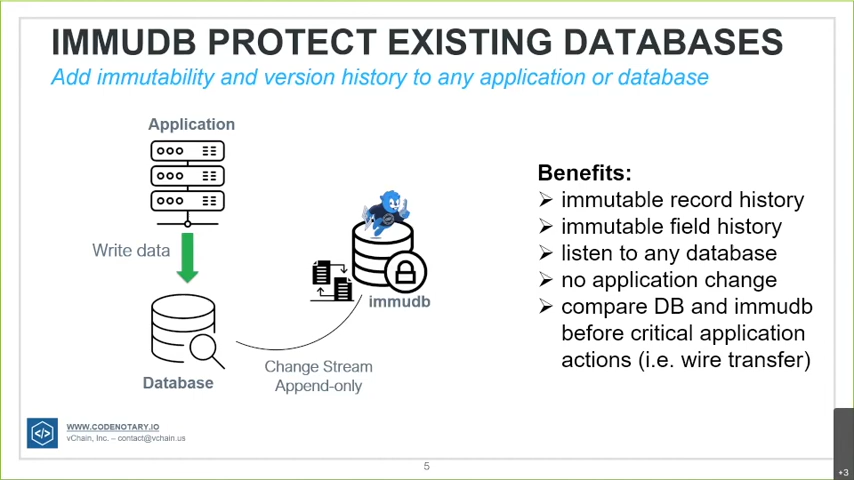 IMMUDB PROTECT EXISTING DATABASES
Add immutability and version history to any application or database
Application
Write data
Database
Change Stream
Append-only
immudb
Benefits:
➢ immutable record history
➢ immutable field history
➢ listen to any database
➢ no application change
➢ compare DB and immudb
before critical application
actions (i.e. wire transfer)
</>
WWW.CODENOTARY.IO
vChain, Inc. – contact@vchain.us
5
+3